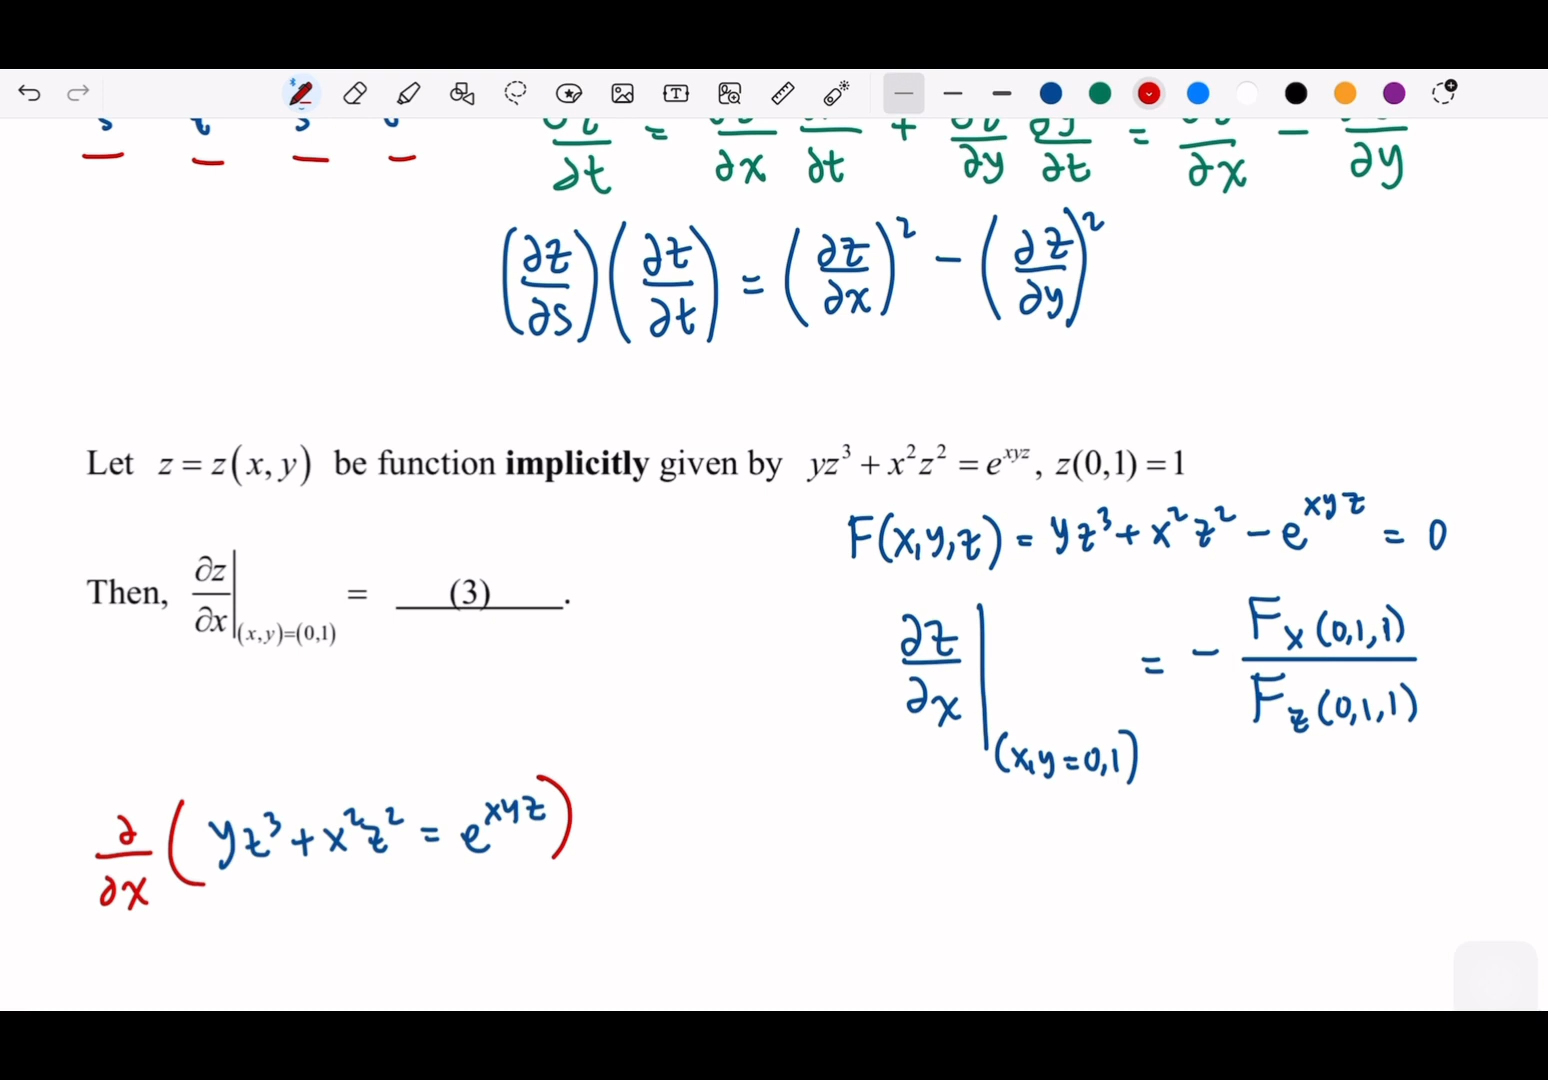 ∂t = ∂x ∂t + ∂y ∂t = ∂x − ∂y
(∂z/∂s)(∂z/∂t) = (∂z/∂x)² − (∂z/∂y)²
Let z = z(x, y) be function implicitly given by yz³ + x²z² = e^{xyz}, z(0,1) = 1
F(x,y,z) = yz³ + x²z² − e^{xyz} = 0
Then, ∂z/∂x|_{(x,y)=(0,1)} = (3).
∂z/∂x|_{(x,y=0,1)} = − F_x(0,1,1)/F_z(0,1,1)
∂/∂x (yz³ + x²z² = e^{xyz})